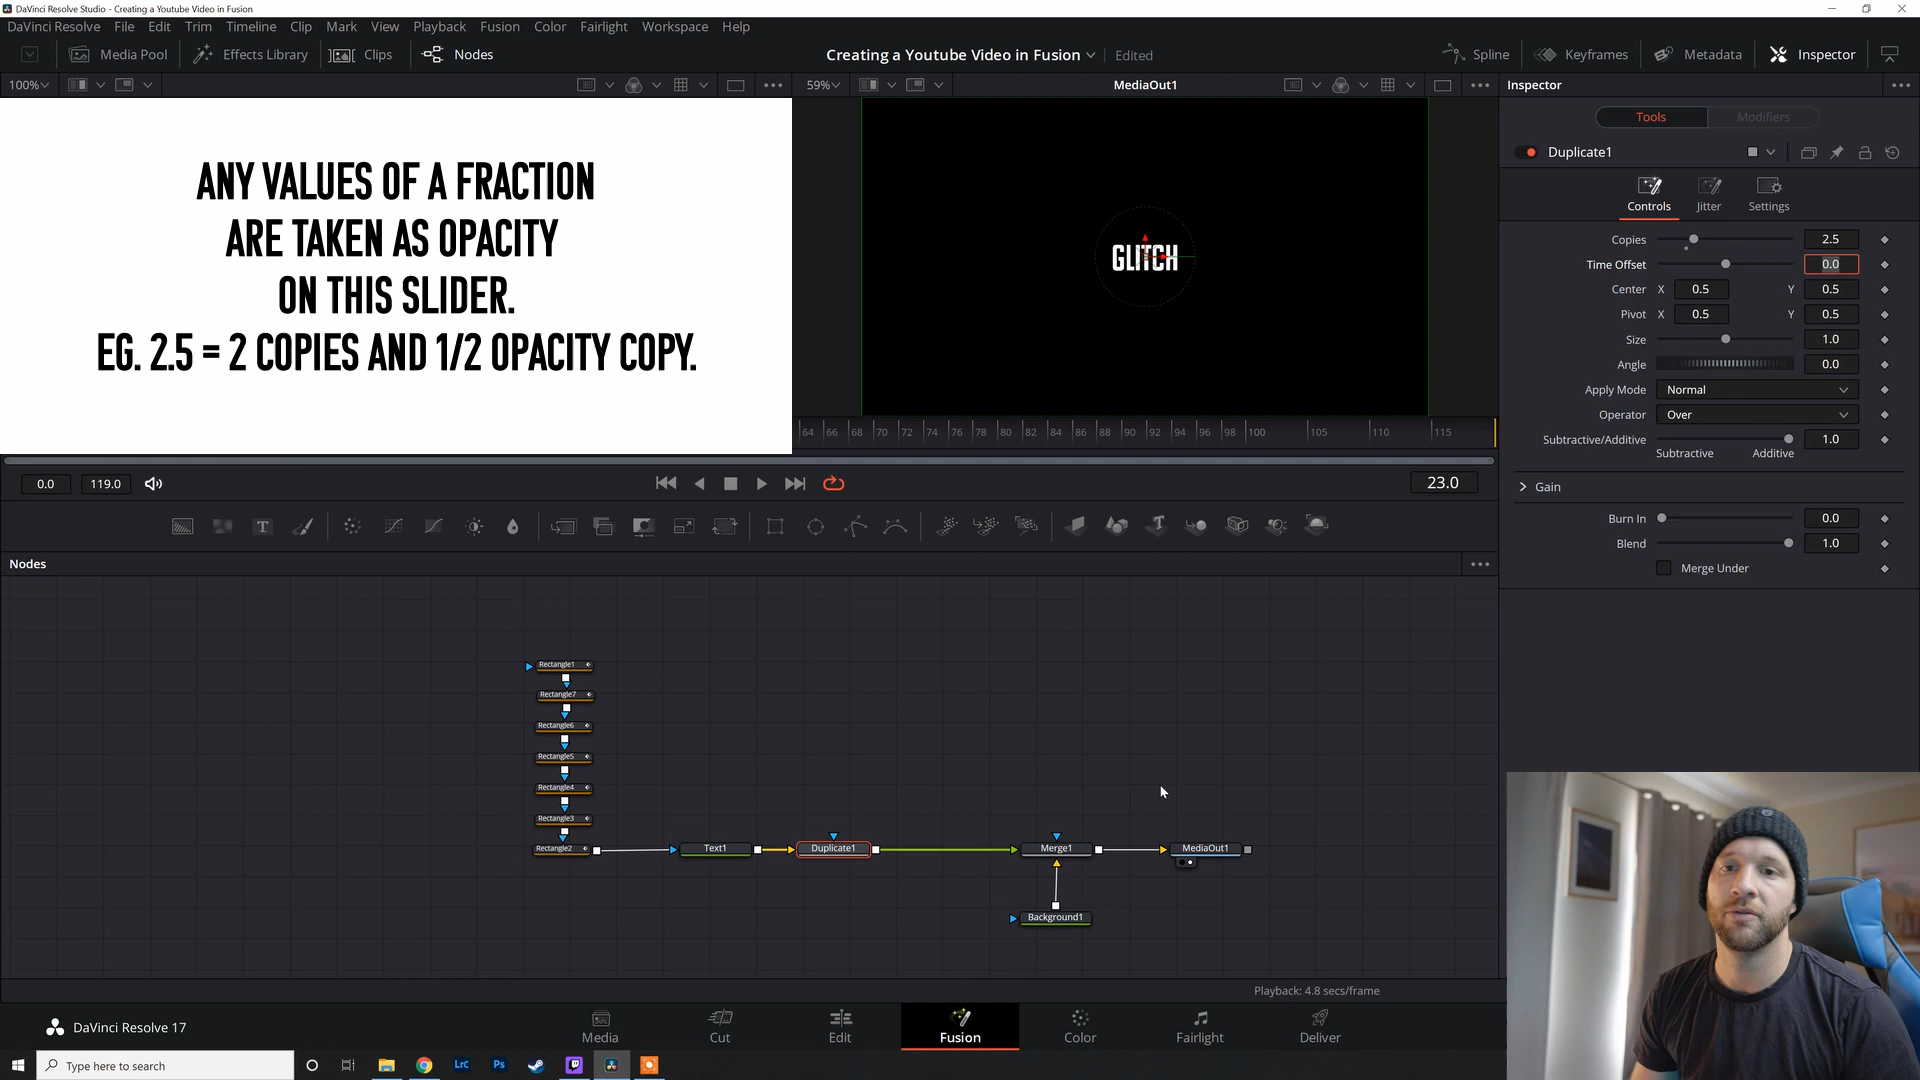 DaVinci Resolve Studio - Creating a Youtube Video in Fusion
DaVinci Resolve File Edit Trim Timeline Clip Mark View Playback Fusion Color Fairlight Workspace Help
Media Pool Effects Library Clips Nodes Creating a Youtube Video in Fusion Edited Spline Keyframes Metadata Inspector
100% 59% MediaOut1 Inspector
ANY VALUES OF A FRACTION
ARE TAKEN AS OPACITY
ON THIS SLIDER.
EG. 2.5 = 2 COPIES AND 1/2 OPACITY COPY.
GLITCH
64 66 68 70 72 74 76 78 80 82 84 86 88 90 92 94 96 98 100 105 110 115
Tools Modifiers
Duplicate1
Controls Jitter Settings
Copies 2.5
Time Offset 0.0
Center X 0.5 Y 0.5
Pivot X 0.5 Y 0.5
Size 1.0
Angle 0.0
Apply Mode Normal
Operator Over
Subtractive/Additive 1.0
Subtractive Additive
Gain
Burn In 0.0
Blend 1.0
Merge Under
0.0 119.0 23.0
T
Nodes
Rectangle1
Rectangle7
Rectangle6
Rectangle5
Rectangle4
Rectangle3
Rectangle2 Text1 Duplicate1 Merge1 MediaOut1
Background1
Playback: 4.8 secs/frame
DaVinci Resolve 17 Media Cut Edit Fusion Color Fairlight Deliver
Type here to search LrC Ps